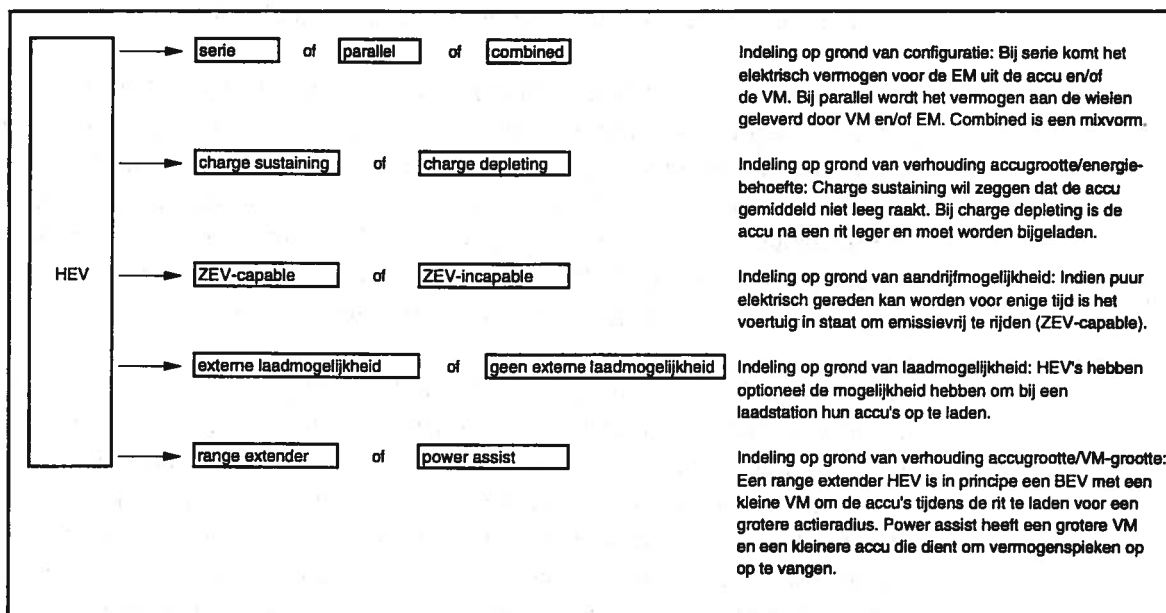 HEV
serie of parallel of combined
Indeling op grond van configuratie: Bij serie komt het
elektrisch vermogen voor de EM uit de accu en/of
de VM. Bij parallel wordt het vermogen aan de wielen
geleverd door VM en/of EM. Combined is een mixvorm.
charge sustaining of charge depleting
Indeling op grond van verhouding accugrootte/energie-
behoefte: Charge sustaining wil zeggen dat de accu
gemiddeld niet leeg raakt. Bij charge depleting is de
accu na een rit leger en moet worden bijgeladen.
ZEV-capable of ZEV-incapable
Indeling op grond van aandrijfmogelijkheid: Indien puur
elektrisch gereden kan worden voor enige tijd is het
voertuig in staat om emissievrij te rijden (ZEV-capable).
externe laadmogelijkheid of geen externe laadmogelijkheid
Indeling op grond van laadmogelijkheid: HEV's hebben
optioneel de mogelijkheid hebben om bij een
laadstation hun accu's op te laden.
range extender of power assist
Indeling op grond van verhouding accugrootte/VM-grootte:
Een range extender HEV is in principe een BEV met een
kleine VM om de accu's tijdens de rit te laden voor een
grotere actieradius. Power assist heeft een grotere VM
en een kleinere accu die dient om vermogenspieken op
op te vangen.